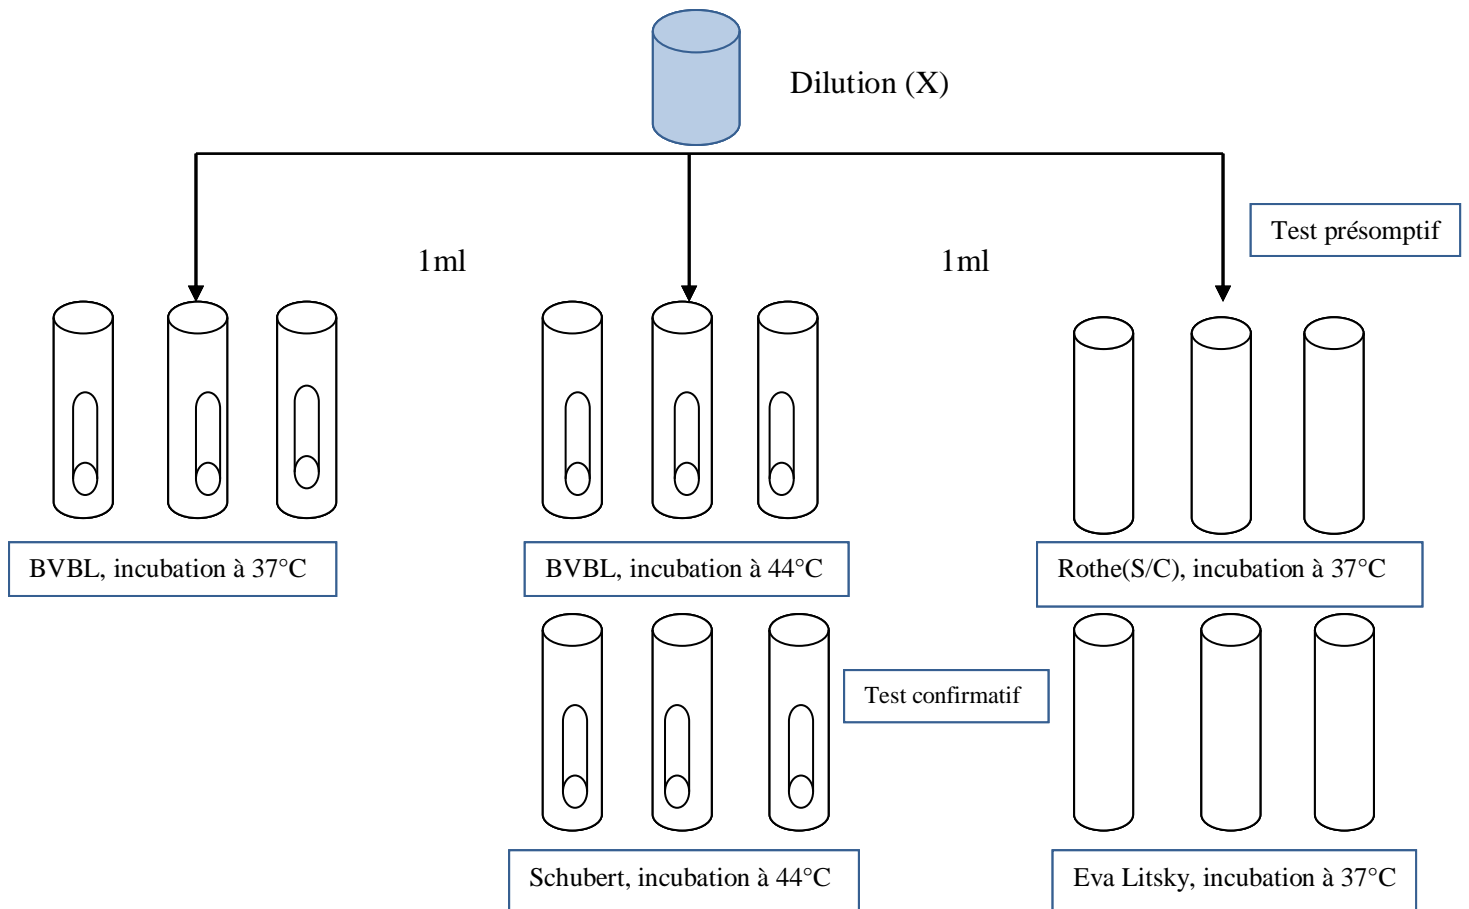 Dilution (X)
Test présomptif
1ml
1ml
BVBL, incubation à 37°C
BVBL, incubation à 44°C
Rothe(S/C), incubation à 37°C
Test confirmatif
Schubert, incubation à 44°C
Eva Litsky, incubation à 37°C